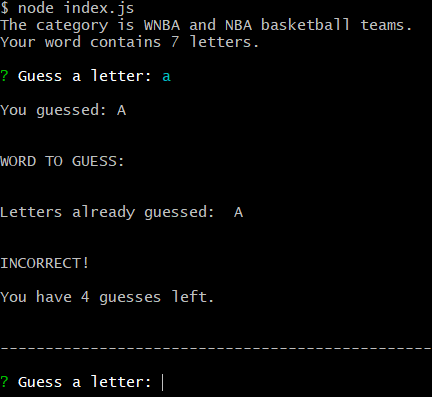 $ node index.js
The category is WNBA and NBA basketball teams.
Your word contains 7 letters.
? Guess a letter: a
You guessed: A
WORD TO GUESS:
Letters already guessed:  A
INCORRECT!
You have 4 guesses left.
------------------------------------------------
? Guess a letter: